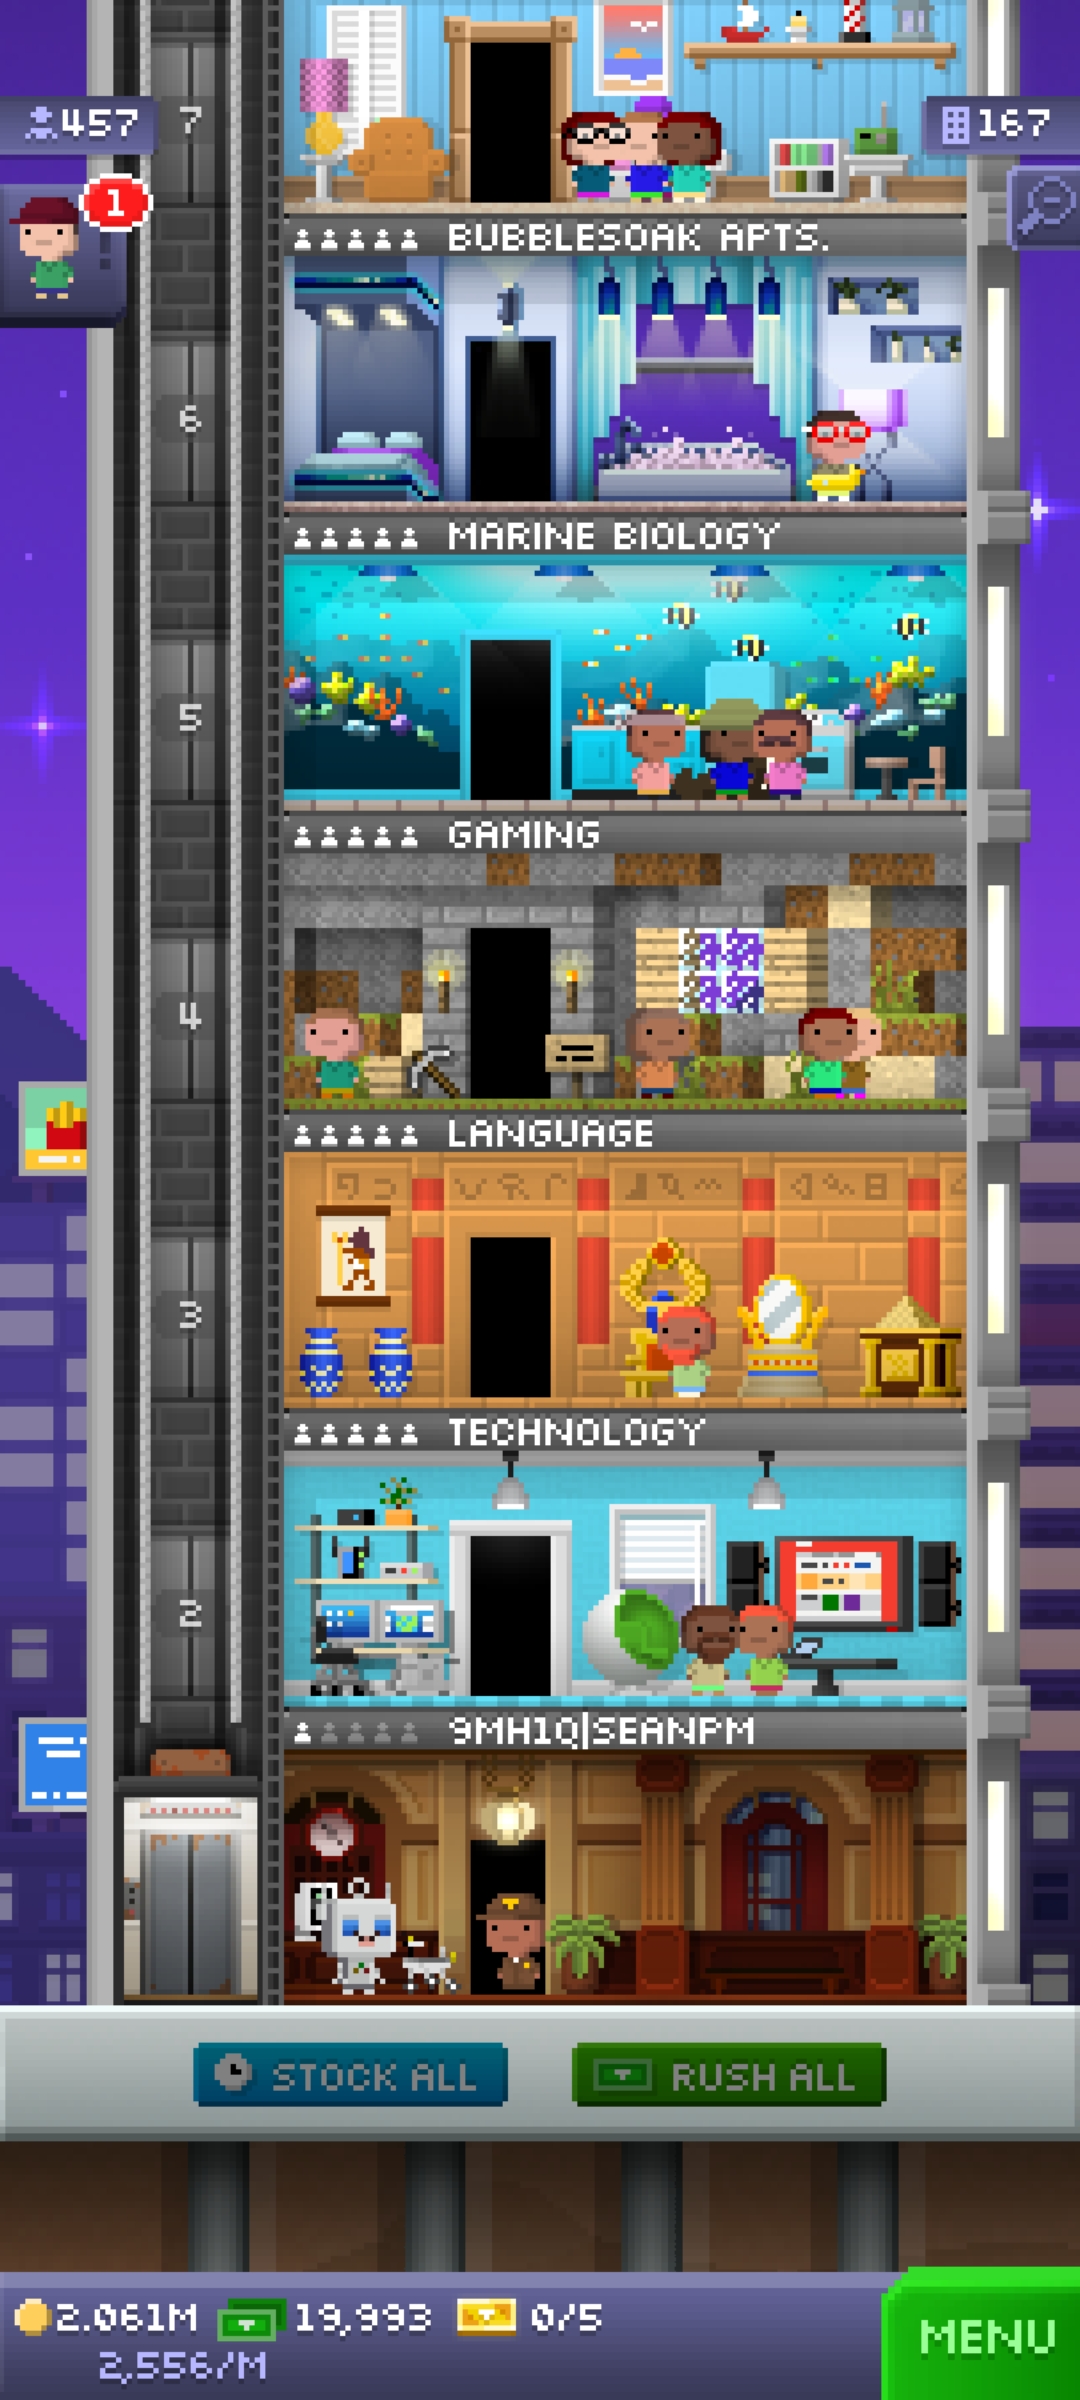 457
7
167
1
BUBBLESOAK APTS.
6
MARINE BIOLOGY
5
GAMING
4
LANGUAGE
3
TECHNOLOGY
2
9MH1Q|SEANPM
STOCK ALL
RUSH ALL
2.061M
19,993
0/5
2,556/M
MENU